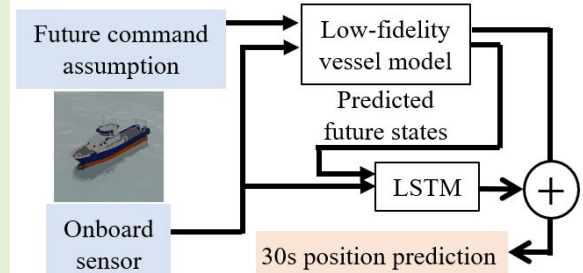 Future command
assumption
Low-fidelity
vessel model
Predicted
future states
LSTM
+
Onboard
sensor
30s position prediction